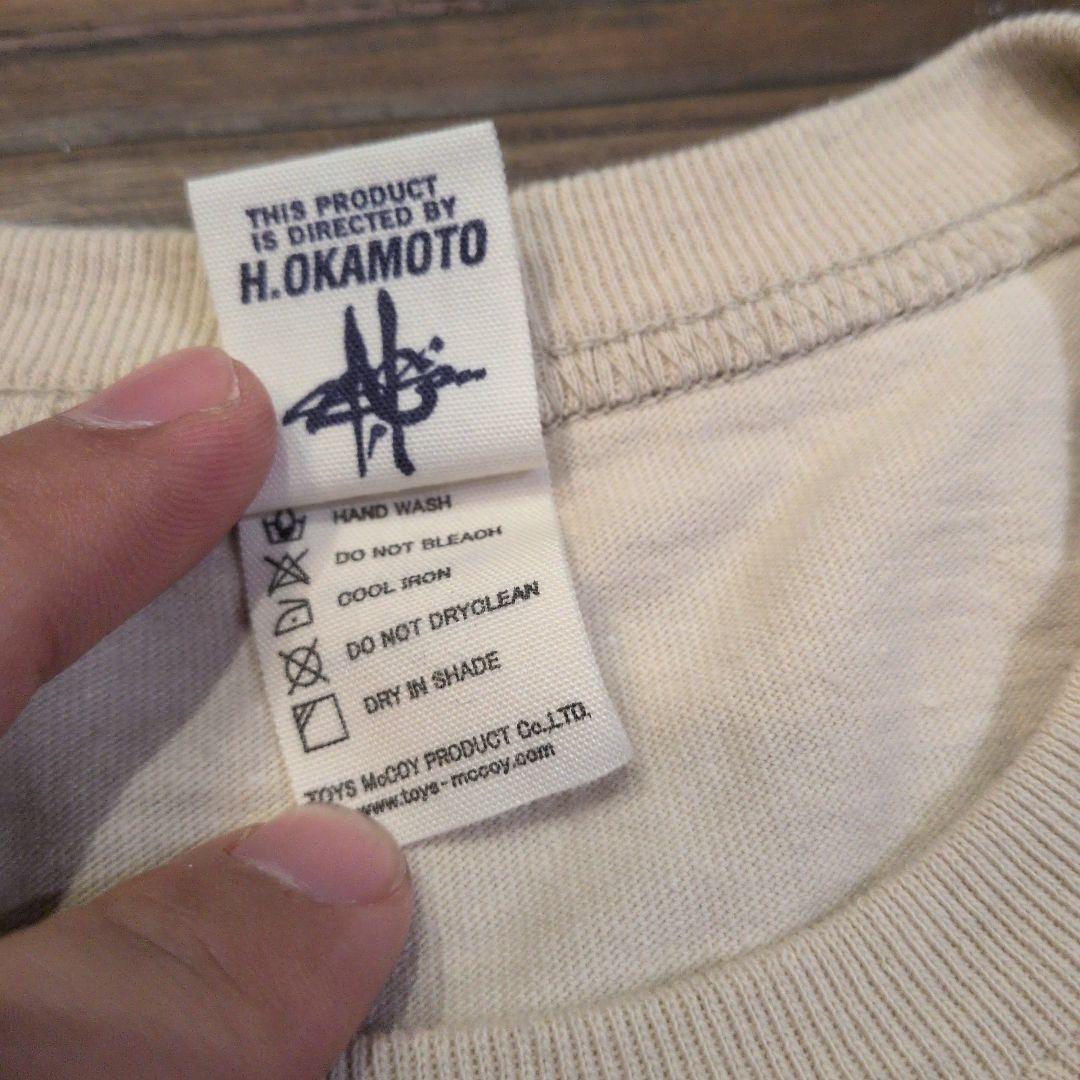 THIS PRODUCT
IS DIRECTED BY
H.OKAMOTO
HAND WASH
DO NOT BLEACH
COOL IRON
DO NOT DRYCLEAN
DRY IN SHADE
TOYS McCOY PRODUCT Co.,LTD.
www.toys-mccoy.com